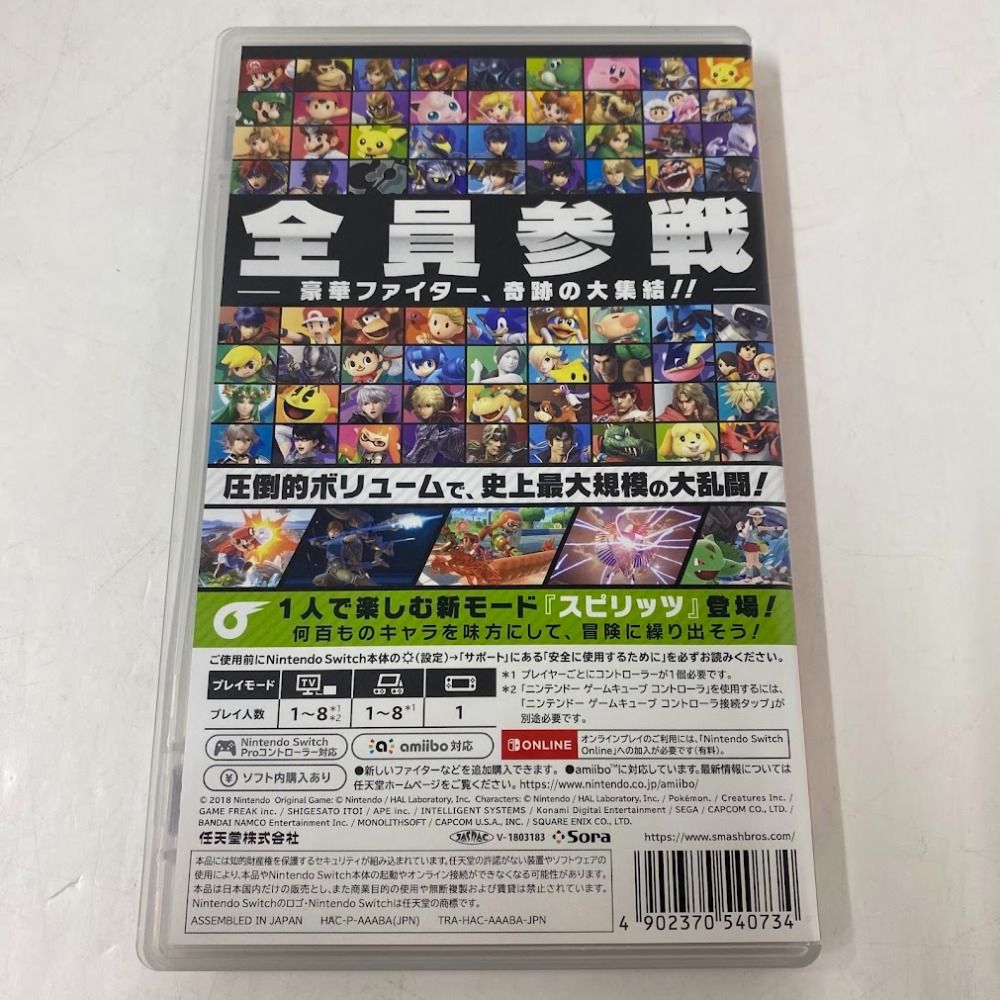 全員参戦
豪華ファイター、奇跡の大集結!!
圧倒的ボリュームで、史上最大規模の大乱闘!
1人で楽しむ新モード『スピリッツ』登場!
何百ものキャラを味方にして、冒険に繰り出そう!
ご使用前にNintendo Switch本体の(設定)→「サポート」にある「安全に使用するために」を必ずお読みください。
プレイモード TV
プレイ人数 1~8 *1 *2 1~8 *1 1
*1 プレイヤーごとにコントローラーが1個必要です。
*2 「ニンテンドー ゲームキューブ コントローラ」を使用するには、
「ニンテンドー ゲームキューブ コントローラ接続タップ」が
別途必要です。
Nintendo Switch
Proコントローラー対応
amiibo 対応
ONLINE
オンラインプレイのご利用には、「Nintendo Switch
Online」への加入が必要です(有料)。
¥ ソフト内購入あり
●新しいファイターなどを追加購入できます。 ●amiibo™に対応しています。最新情報については
任天堂ホームページをご覧ください。https://www.nintendo.co.jp/amiibo/
© 2018 Nintendo Original Game: © Nintendo / HAL Laboratory, Inc. Characters: © Nintendo / HAL Laboratory, Inc. / Pokémon. / Creatures Inc. /
GAME FREAK inc. / SHIGESATO ITOI / APE inc. / INTELLIGENT SYSTEMS / Konami Digital Entertainment / SEGA / CAPCOM CO., LTD. /
BANDAI NAMCO Entertainment Inc. / MONOLITHSOFT / CAPCOM U.S.A., INC. / SQUARE ENIX CO., LTD.
任天堂株式会社
JASRAC V-1803183 Sora
https://www.smashbros.com/
本品には知的財産権を保護するセキュリティが組み込まれています。任天堂の許諾がない装置やソフトウェアの
使用により、本品やNintendo Switch本体の起動やオンライン接続ができなくなる可能性があります。
本品は日本国内だけの販売とし、また商業目的の使用や無断複製および賃貸は禁止されています。
Nintendo Switchのロゴ・Nintendo Switchは任天堂の商標です。
ASSEMBLED IN JAPAN HAC-P-AAABA(JPN) TRA-HAC-AAABA-JPN
4 902370 540734